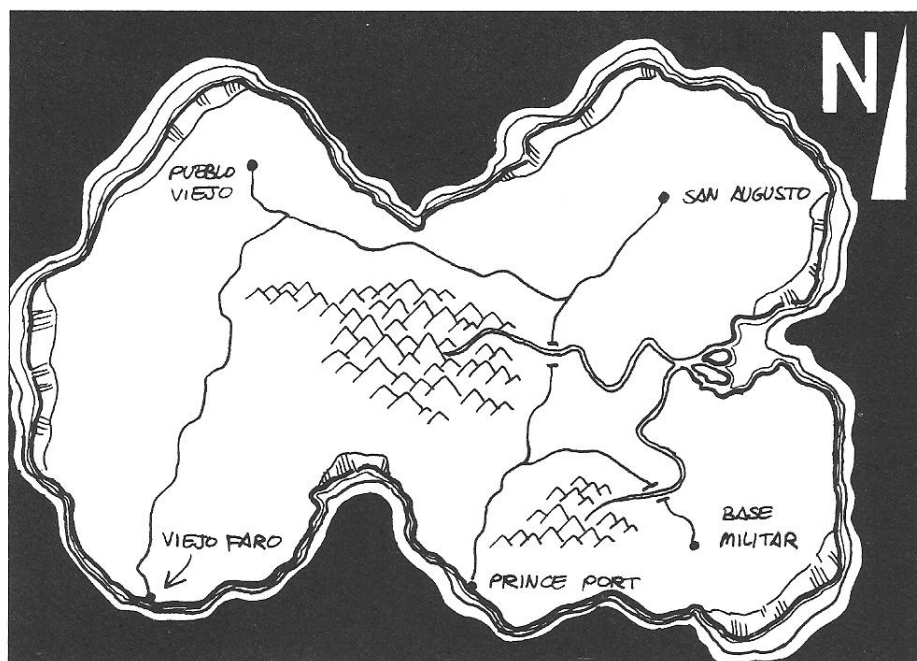 N
PUEBLO
VIEJO
SAN AUGUSTO
VIEJO FARO
BASE
MILITAR
PRINCE PORT